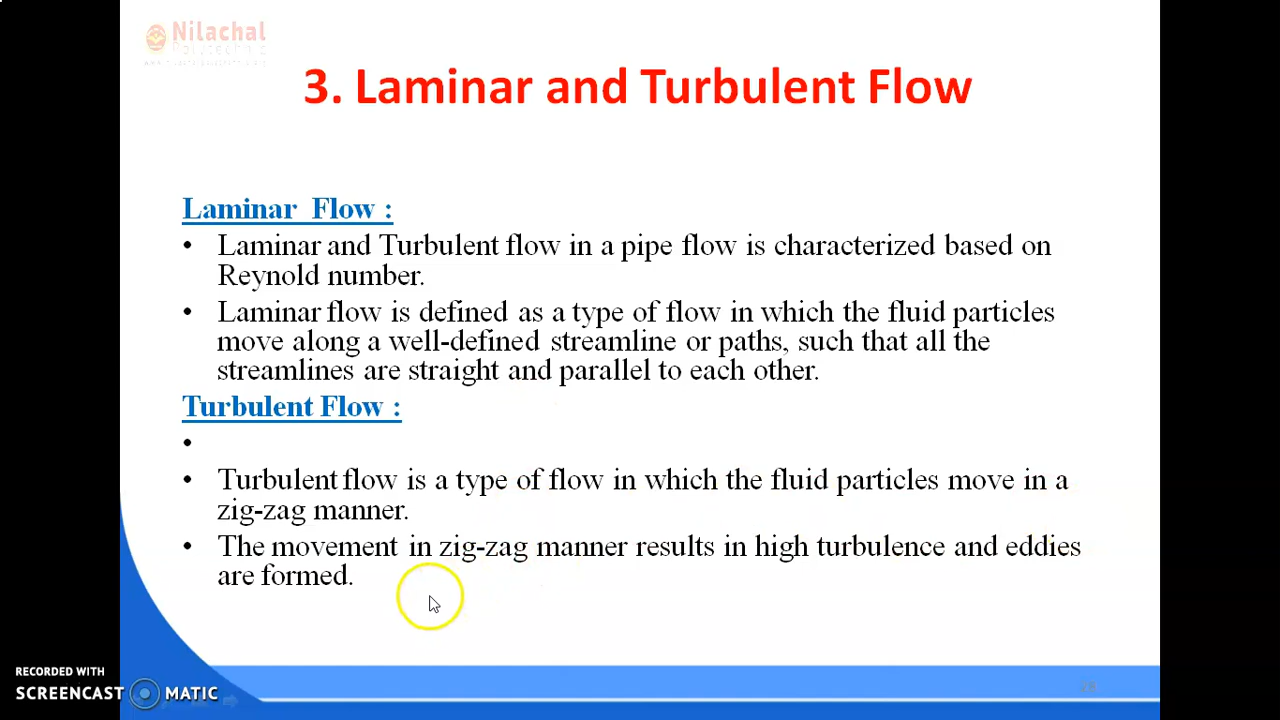 Nilachal
Polytechnic
3. Laminar and Turbulent Flow
Laminar Flow :
• Laminar and Turbulent flow in a pipe flow is characterized based on
Reynold number.
• Laminar flow is defined as a type of flow in which the fluid particles
move along a well-defined streamline or paths, such that all the
streamlines are straight and parallel to each other.
Turbulent Flow :
•
• Turbulent flow is a type of flow in which the fluid particles move in a
zig-zag manner.
• The movement in zig-zag manner results in high turbulence and eddies
are formed.
RECORDED WITH
SCREENCAST MATIC